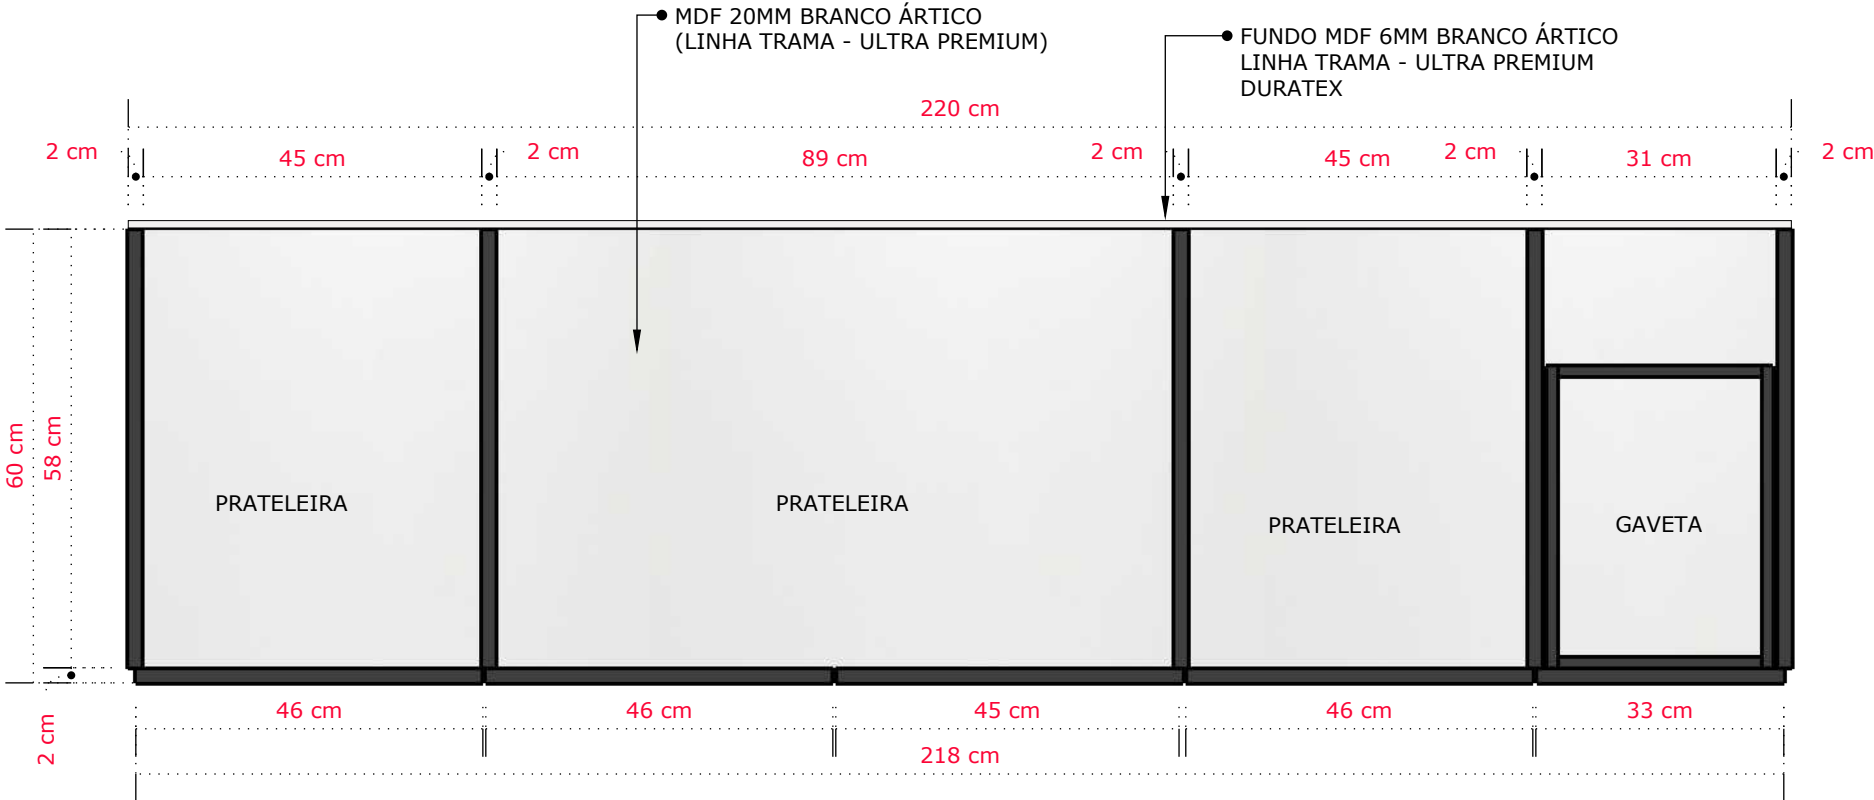 MDF 20MM BRANCO ÁRTICO
(LINHA TRAMA - ULTRA PREMIUM)
FUNDO MDF 6MM BRANCO ÁRTICO
LINHA TRAMA - ULTRA PREMIUM
DURATEX
220 cm
2 cm
45 cm
2 cm
89 cm
2 cm
45 cm
2 cm
31 cm
2 cm
60 cm
58 cm
PRATELEIRA
PRATELEIRA
PRATELEIRA
GAVETA
2 cm
46 cm
46 cm
45 cm
46 cm
33 cm
218 cm